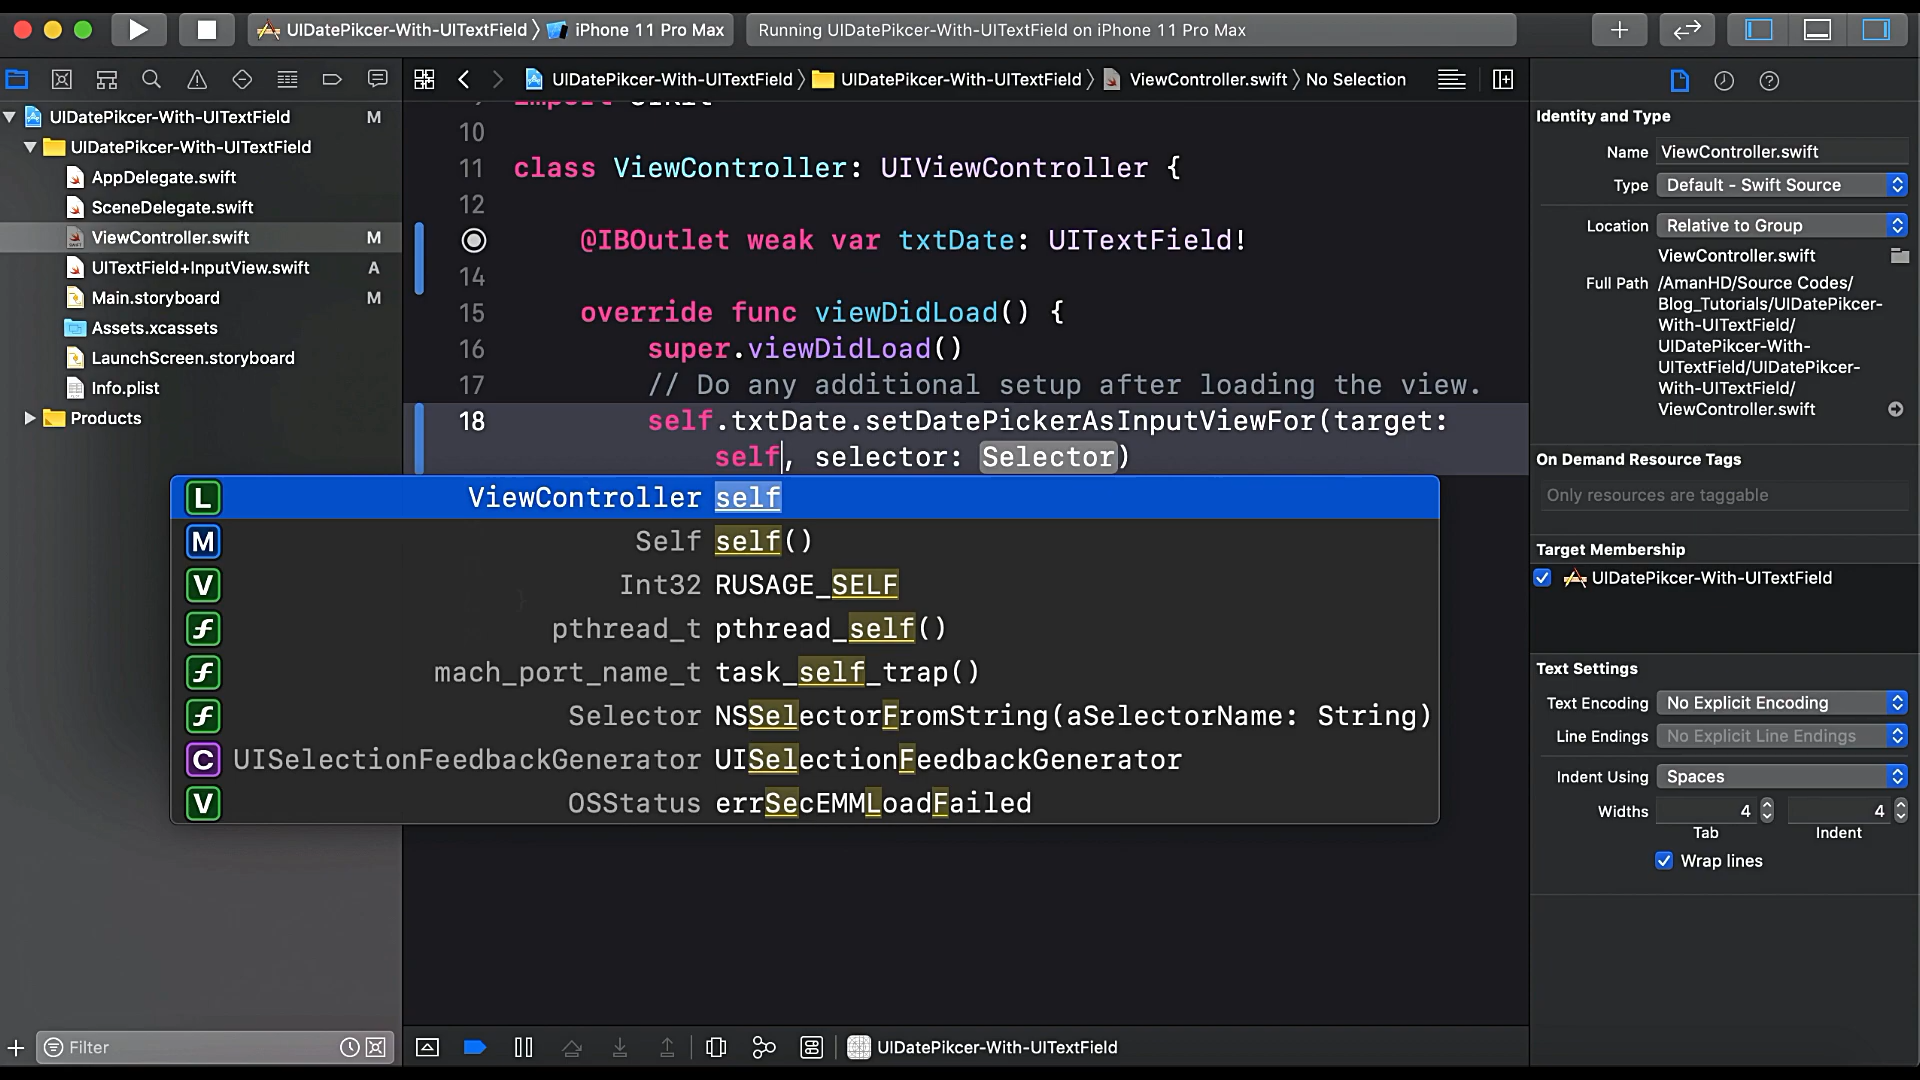 UIDatePikcer-With-UITextField 〉 iPhone 11 Pro Max
Running UIDatePikcer-With-UITextField on iPhone 11 Pro Max
UIDatePikcer-With-UITextField 〉 UIDatePikcer-With-UITextField 〉 ViewController.swift 〉 No Selection
UIDatePikcer-With-UITextField M
UIDatePikcer-With-UITextField
AppDelegate.swift
SceneDelegate.swift
ViewController.swift M
UITextField+InputView.swift A
Main.storyboard M
Assets.xcassets
LaunchScreen.storyboard
Info.plist
Products
Filter
import UIKit
10
11 class ViewController: UIViewController {
12
@IBOutlet weak var txtDate: UITextField!
14
15 override func viewDidLoad() {
16 super.viewDidLoad()
17 // Do any additional setup after loading the view.
18 self.txtDate.setDatePickerAsInputViewFor(target:
self, selector: Selector)
L ViewController self
M Self self()
V Int32 RUSAGE_SELF
f pthread_t pthread_self()
f mach_port_name_t task_self_trap()
f Selector NSSelectorFromString(aSelectorName: String)
C UISelectionFeedbackGenerator UISelectionFeedbackGenerator
V OSStatus errSecEMMLoadFailed
UIDatePikcer-With-UITextField
Identity and Type
Name ViewController.swift
Type Default - Swift Source
Location Relative to Group
ViewController.swift
Full Path /AmanHD/Source Codes/
Blog_Tutorials/UIDatePikcer-
With-UITextField/
UIDatePikcer-With-
UITextField/UIDatePikcer-
With-UITextField/
ViewController.swift
On Demand Resource Tags
Only resources are taggable
Target Membership
UIDatePikcer-With-UITextField
Text Settings
Text Encoding No Explicit Encoding
Line Endings No Explicit Line Endings
Indent Using Spaces
Widths 4 4
Tab Indent
Wrap lines